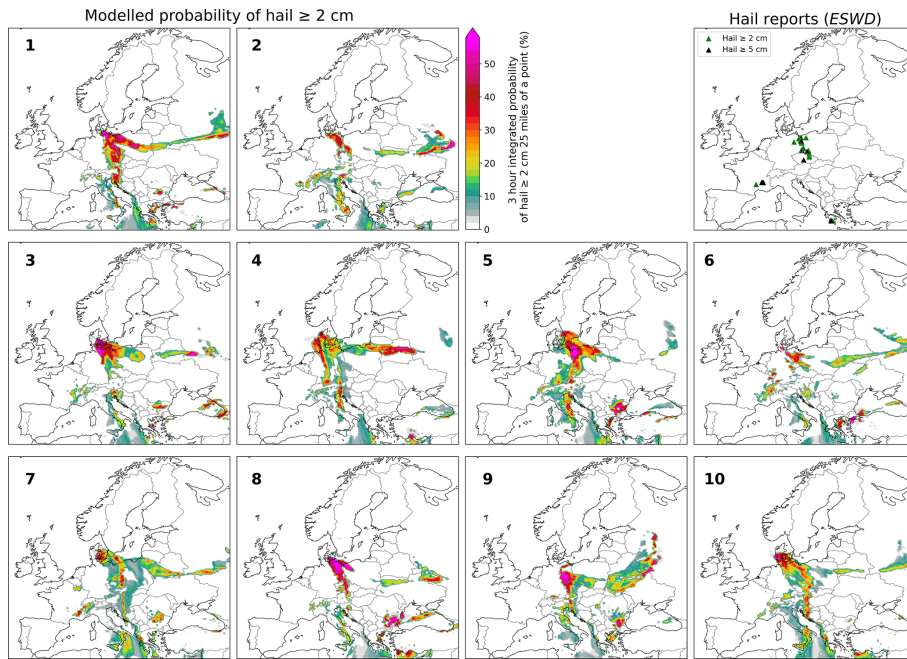 Modelled probability of hail ≥ 2 cm
Hail reports (ESWD)
1
2
50
40
30
20
10
0
3 hour integrated probability
of hail ≥ 2 cm 25 miles of a point (%)
Hail ≥ 2 cm
Hail ≥ 5 cm
3
4
5
6
7
8
9
10